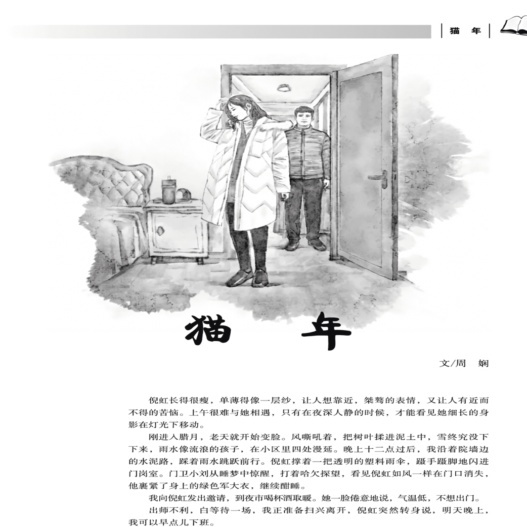 猫 年
猫 年
文/周 娴
倪虹长得很瘦，单薄得像一层纱，让人想靠近，桀骜的表情，又让人有近而
不得的苦恼。上午很难与她相遇，只有在夜深人静的时候，才能看见她细长的身
影在灯光下移动。
刚进入腊月，老天就开始变脸。风嘶吼着，把树叶揉进泥土中，雪终究没下
下来，雨水像流浪的孩子，在小区里四处漫延。晚上十二点过后，我沿着院墙边
的水泥路，踩着雨水跳跃前行。倪虹撑着一把透明的塑料雨伞，蹑手蹑脚地闪进
门岗室。门卫小刘从睡梦中惊醒，打着哈欠探望，看见倪虹如风一样在门口消失，
他裹紧了身上的绿色军大衣，继续酣睡。
我向倪虹发出邀请，到夜市喝杯酒取暖。她一脸倦意地说，气温低，不想出门。
出师不利，白等待一场，我正准备扫兴离开，倪虹突然转身说，明天晚上，
我可以早点儿下班。